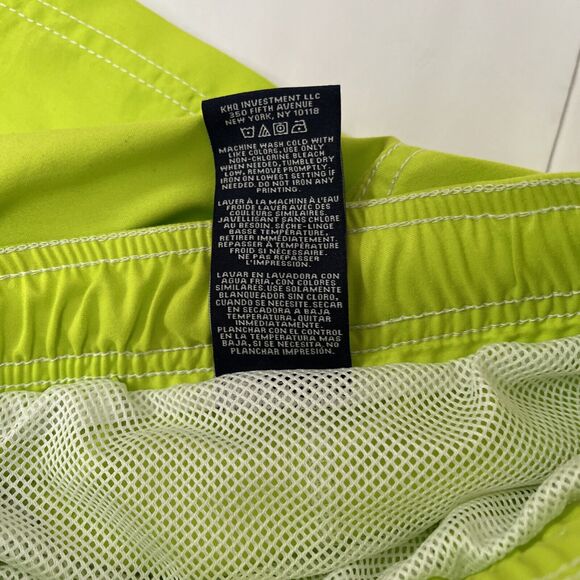 KHQ INVESTMENT LLC
350 FIFTH AVENUE
NEW YORK, NY 10118
MACHINE WASH COLD WITH
LIKE COLORS, USE ONLY
NON-CHLORINE BLEACH
WHEN NEEDED, TUMBLE DRY
LOW, REMOVE PROMPTLY,
IRON ON LOWEST SETTING IF
NEEDED. DO NOT IRON ANY
PRINTING.
LAVER À LA MACHINE À L'EAU
FROIDE LAVER AVEC DES
COULEURS SIMILAIRES.
JAVELLISANT SANS CHLORE
AU BESOIN. SÈCHE-LINGE
BASSE TEMPÉRATURE,
RETIRER IMMÉDIATEMENT.
REPASSER À TEMPÉRATURE
FROID SI NÉCESSAIRE.
NE PAS REPASSER
L'IMPRESSION.
LAVAR EN LAVADORA CON
AGUA FRIA, CON COLORES
SIMILARES. USE SOLAMENTE
BLANQUEADOR SIN CLORO,
CUANDO SE NECESITE. SECAR
EN SECADORA A BAJA
TEMPERATURA, QUITAR
INMEDIATAMENTE.
PLANCHAR CON EL CONTROL
EN LA TEMPERATURA MAS
BAJA, SI SE NECESITA. NO
PLANCHAR IMPRESIÓN.